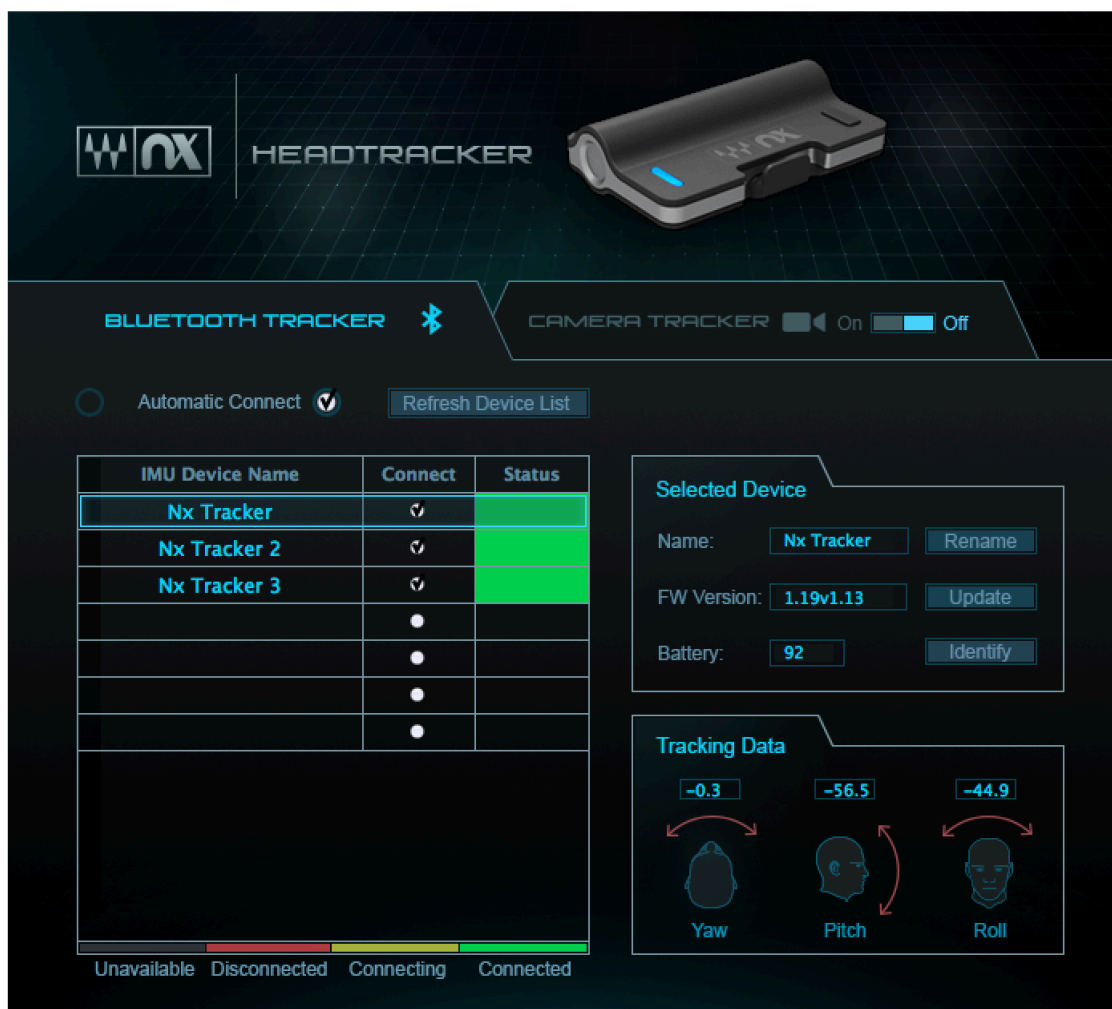 nx HEADTRACKER
nx
BLUETOOTH TRACKER
CAMERA TRACKER On Off
Automatic Connect Refresh Device List
IMU Device Name Connect Status
Nx Tracker
Nx Tracker 2
Nx Tracker 3
Unavailable Disconnected Connecting Connected
Selected Device
Name: Nx Tracker Rename
FW Version: 1.19v1.13 Update
Battery: 92 Identify
Tracking Data
-0.3 -56.5 -44.9
Yaw Pitch Roll